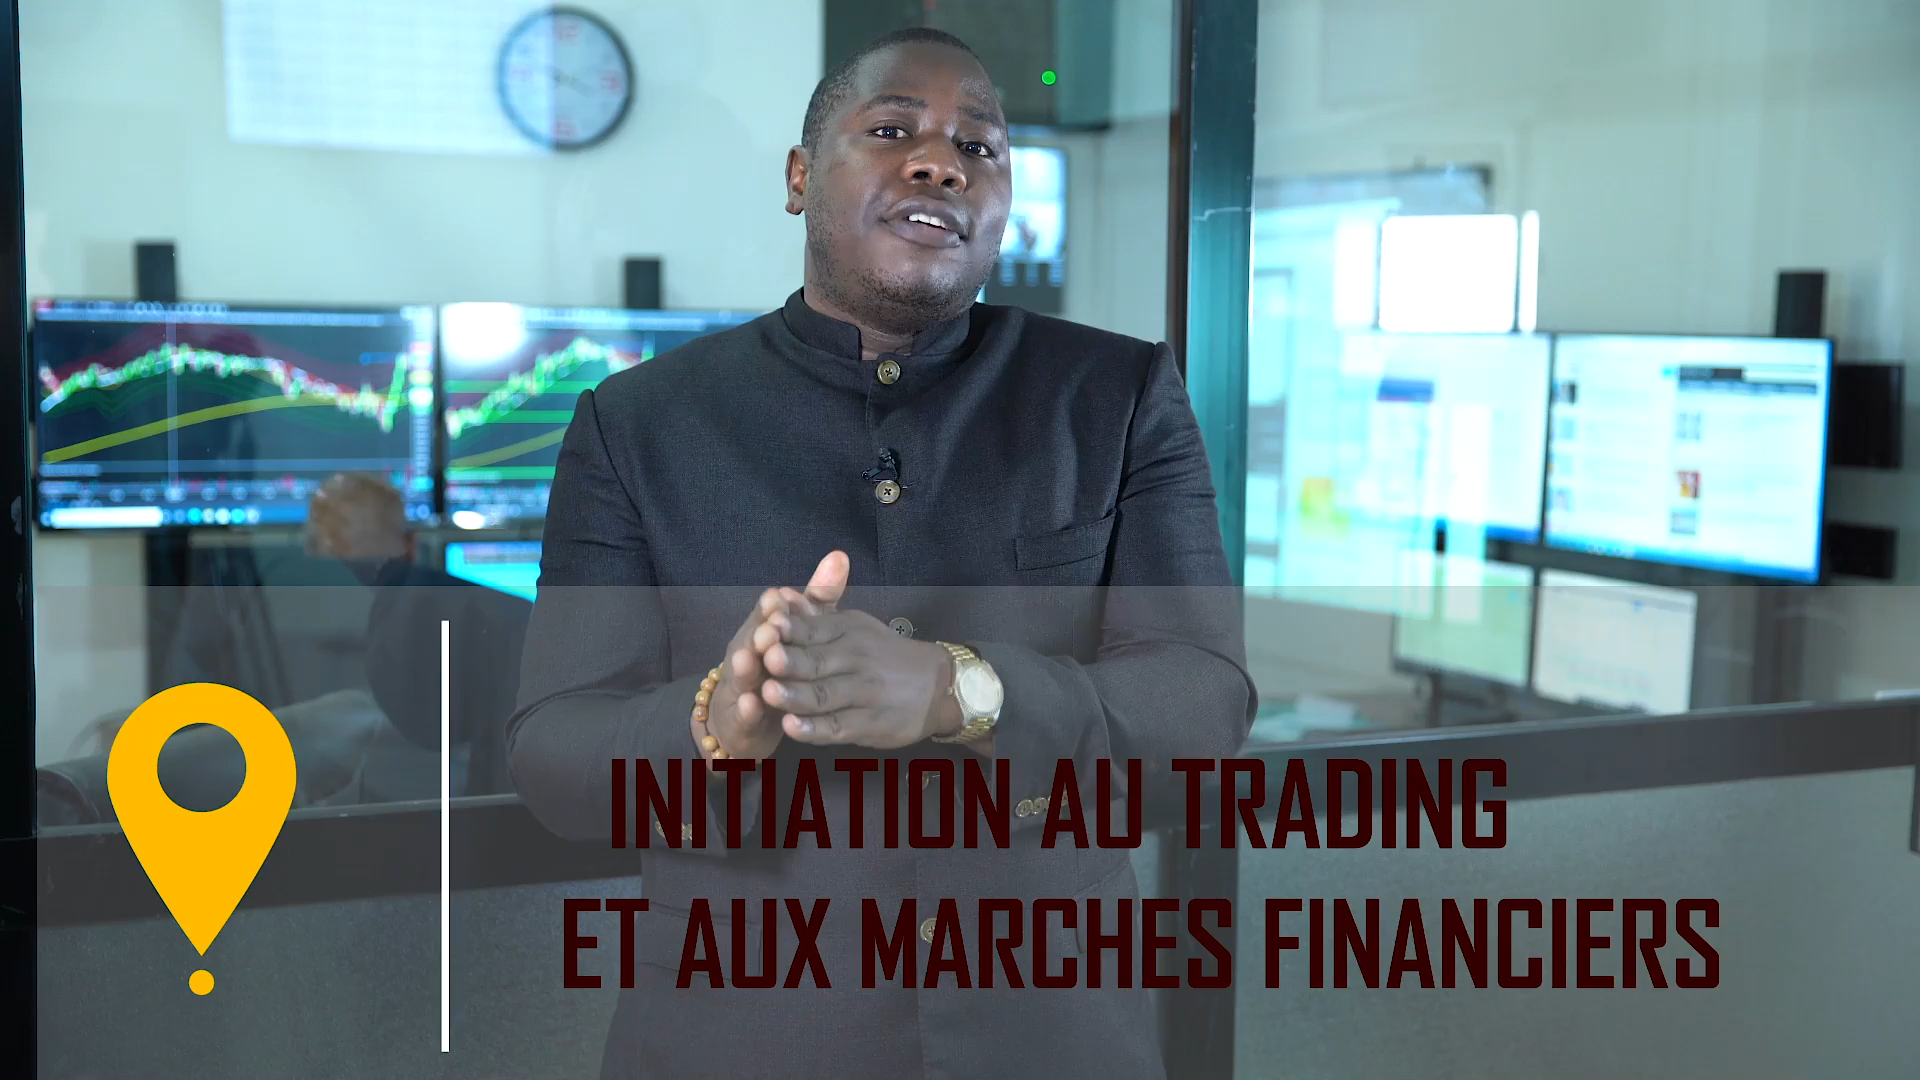 INITIATION AU TRADING
ET AUX MARCHES FINANCIERS